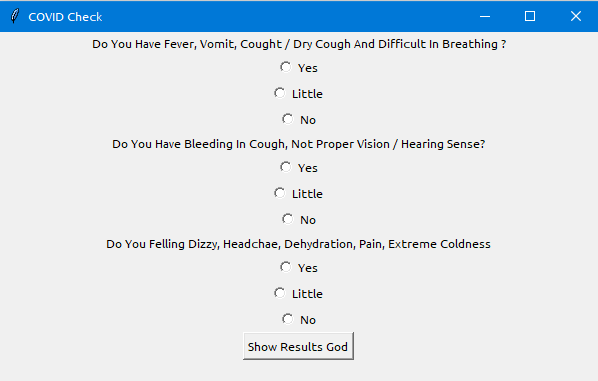 COVID Check
Do You Have Fever, Vomit, Cought / Dry Cough And Difficult In Breathing ?
Yes
Little
No
Do You Have Bleeding In Cough, Not Proper Vision / Hearing Sense?
Yes
Little
No
Do You Felling Dizzy, Headchae, Dehydration, Pain, Extreme Coldness
Yes
Little
No
Show Results God